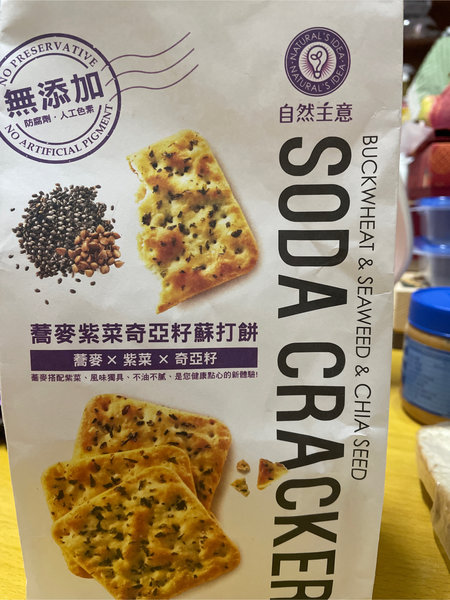 NO PRESERVATIVE
無添加
防腐劑·人工色素
NO ARTIFICIAL PIGMENT
NATURAL'S IDEA
NATURAL'S IDEA
自然主意
BUCKWHEAT & SEAWEED & CHIA SEED
SODA CRACKER
蕎麥紫菜奇亞籽蘇打餅
蕎麥×紫菜×奇亞籽
蕎麥搭配紫菜、風味獨具、不油不膩、是您健康點心的新體驗!